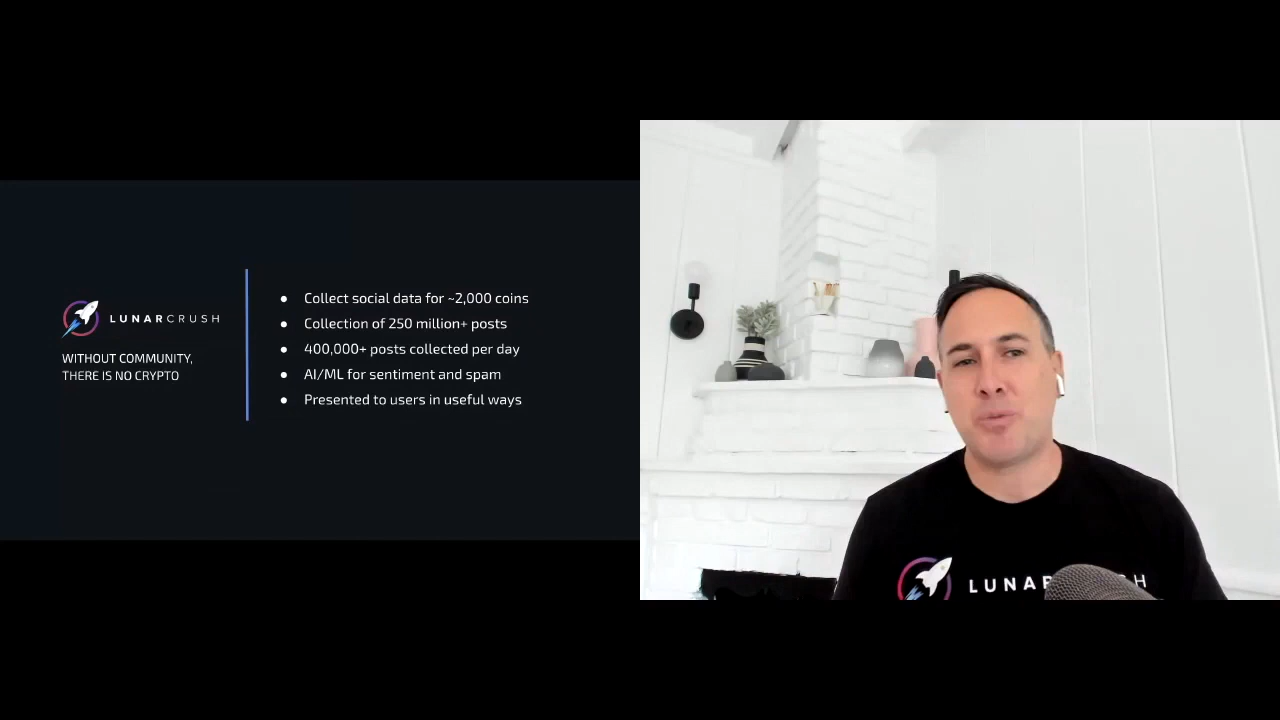 LUNARCRUSH
WITHOUT COMMUNITY,
THERE IS NO CRYPTO
● Collect social data for ~2,000 coins
● Collection of 250 million+ posts
● 400,000+ posts collected per day
● AI/ML for sentiment and spam
● Presented to users in useful ways
LUNAR H